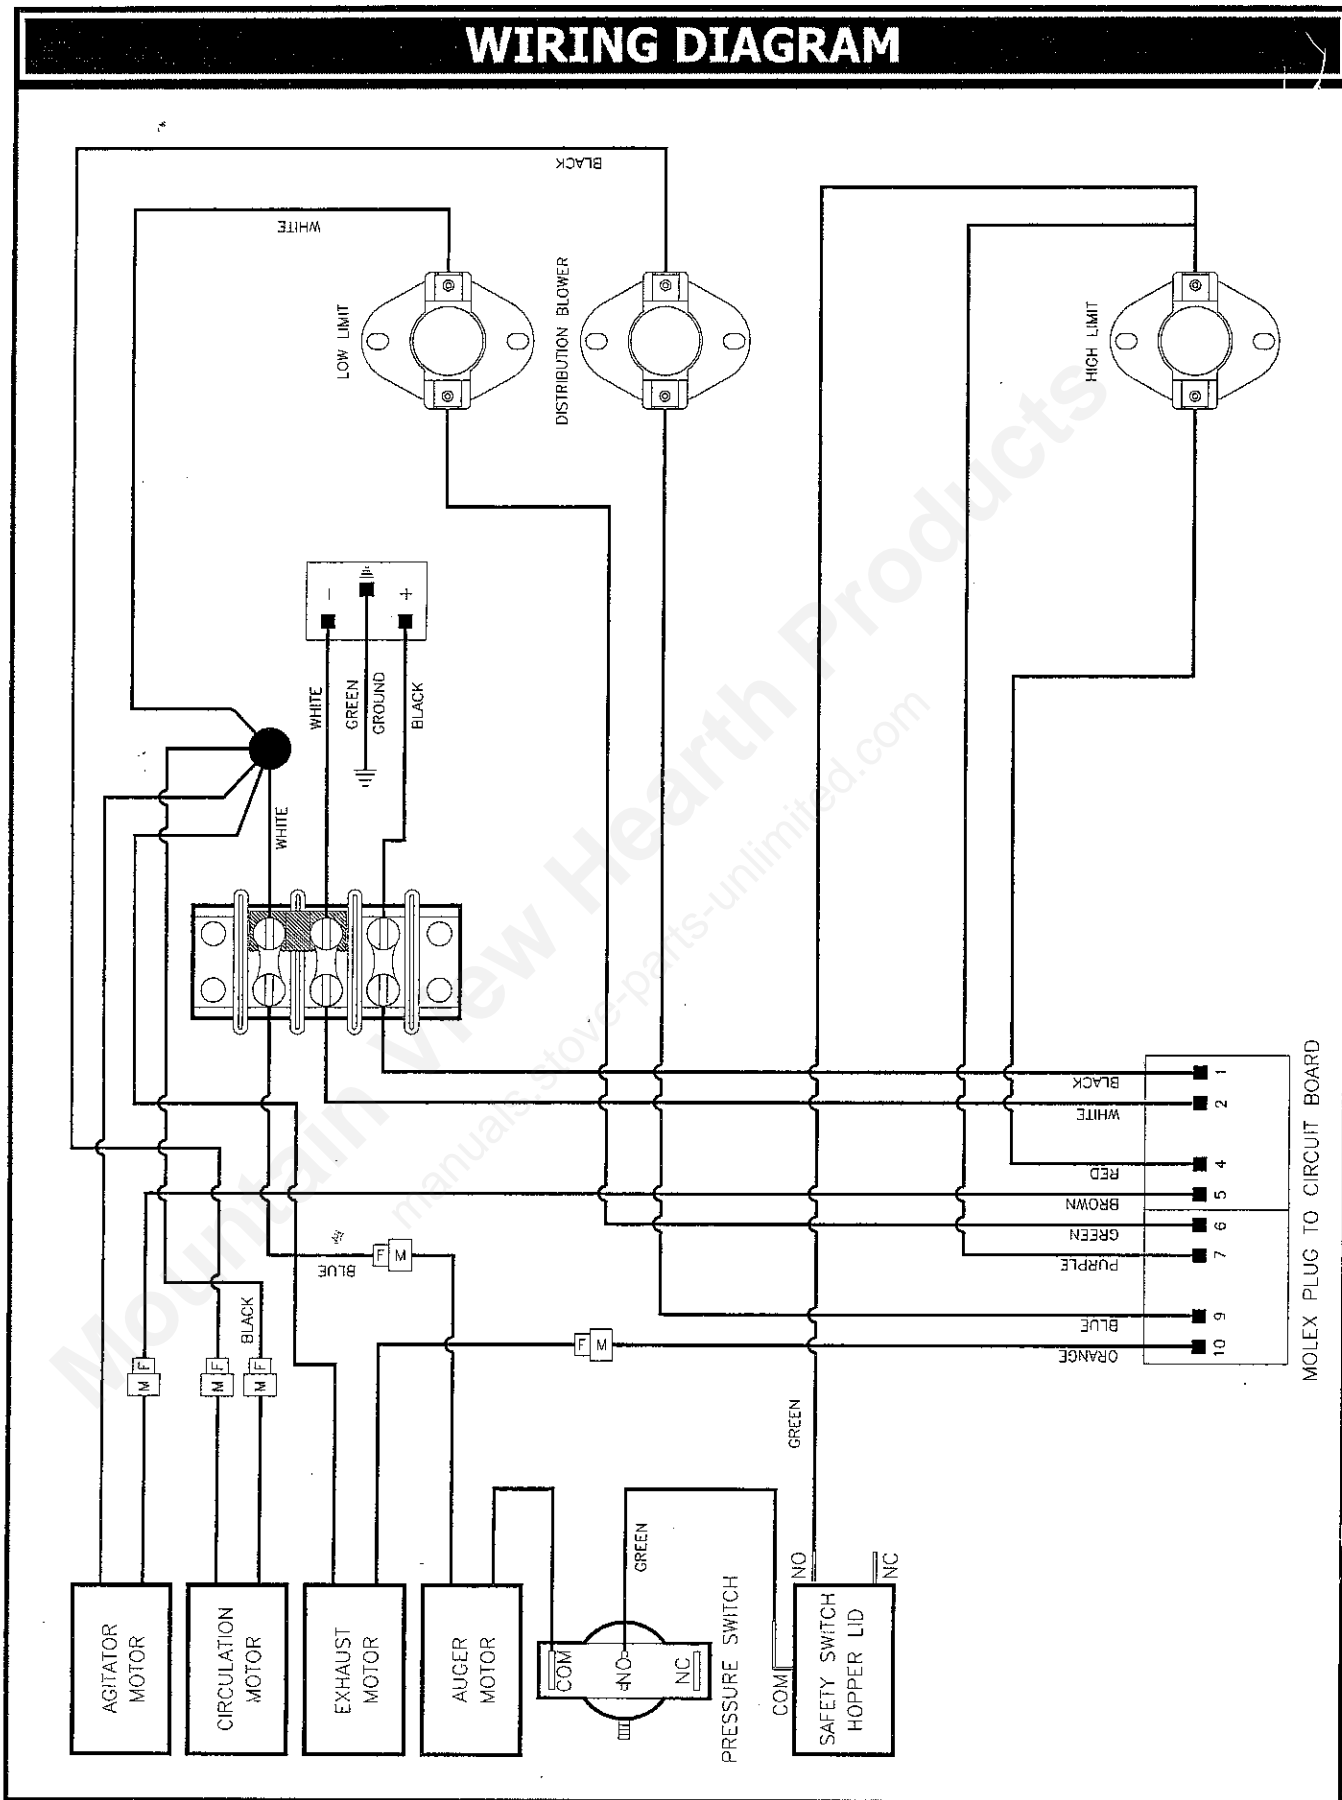 WIRING DIAGRAM
BLACK
WHITE
LOW LIMIT
DISTRIBUTION BLOWER
HIGH LIMIT
-
+
WHITE
GREEN
GROUND
BLACK
WHITE
BLACK
1
WHITE
2
RED
4
BROWN
5
GREEN
6
PURPLE
7
BLUE
9
ORANGE
10
MOLEX PLUG TO CIRCUIT BOARD
BLUE
F M
BLACK
F M
F M
F M
F M
GREEN
GREEN
AGITATOR
MOTOR
CIRCULATION
MOTOR
EXHAUST
MOTOR
AUGER
MOTOR
COM
NO
NC
PRESSURE SWITCH
COM
NO
NC
SAFETY SWITCH
HOPPER LID
Mountain View Hearth Products
manuals.stove-parts-unlimited.com